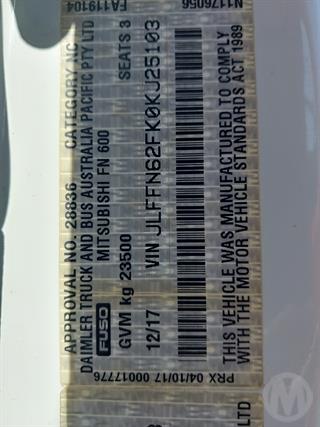 FA119104 N1176056
APPROVAL NO. 28836 CATEGORY NC
DAIMLER TRUCK AND BUS AUSTRALIA PACIFIC PTY LTD
FUSO MITSUBISHI FN 600
GVM kg 23500 SEATS 3
12/17 VIN JLFFN62FK0KJ25103
THIS VEHICLE WAS MANUFACTURED TO COMPLY
WITH THE MOTOR VEHICLE STANDARDS ACT 1989
PRX 04/10/17 00017776
LTD
M